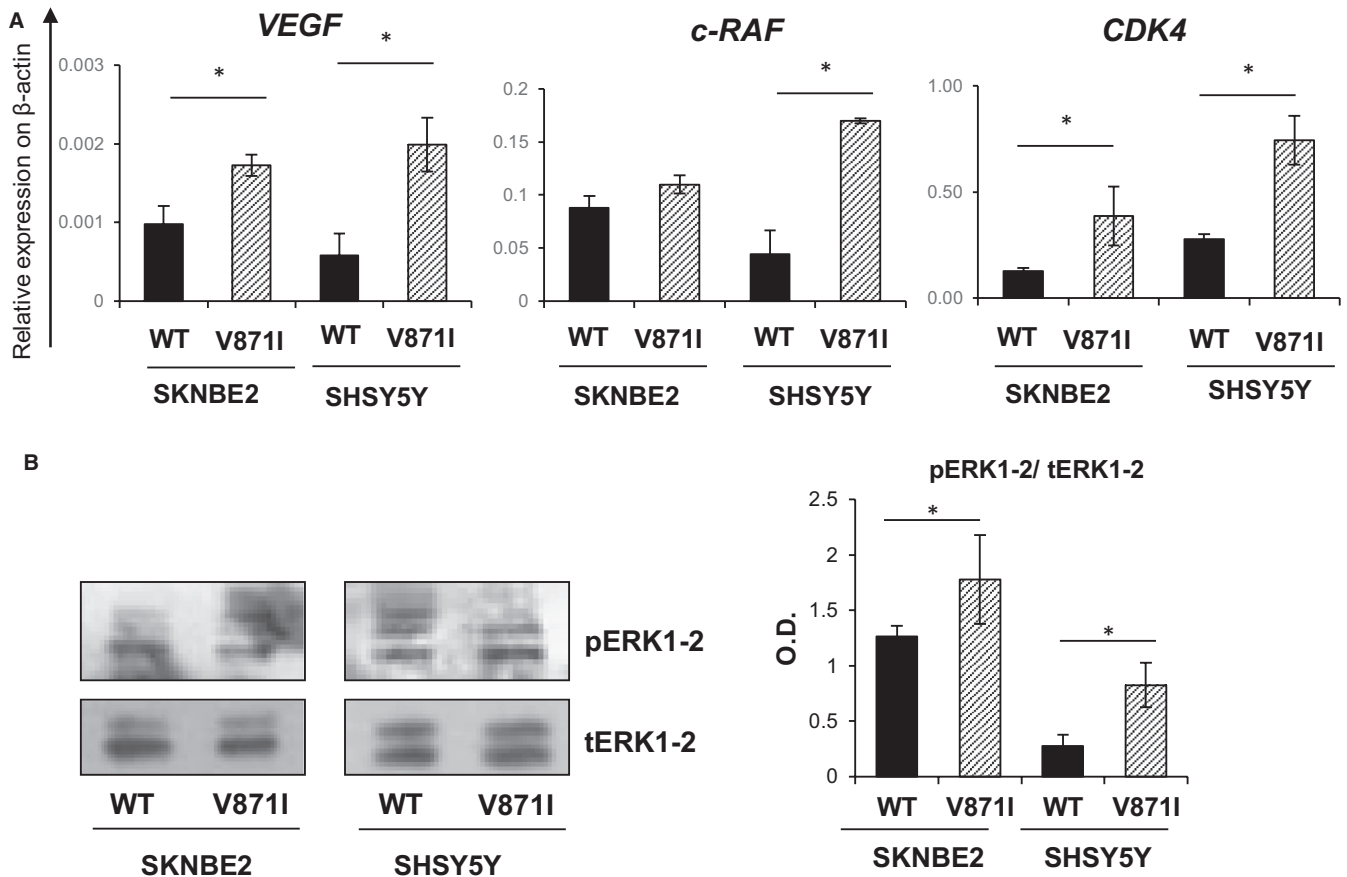 A
Relative expression on β-actin
VEGF
*
*
0.003
0.002
0.001
0
WT
V871I
WT
V871I
SKNBE2
SHSY5Y
c-RAF
*
0.2
0.15
0.1
0.05
0
WT
V871I
WT
V871I
SKNBE2
SHSY5Y
CDK4
*
*
1.00
0.50
0.00
WT
V871I
WT
V871I
SKNBE2
SHSY5Y
B
pERK1-2
tERK1-2
WT
V871I
WT
V871I
SKNBE2
SHSY5Y
pERK1-2/ tERK1-2
O.D.
2.5
2
1.5
1
0.5
0
*
*
WT
V871I
WT
V871I
SKNBE2
SHSY5Y